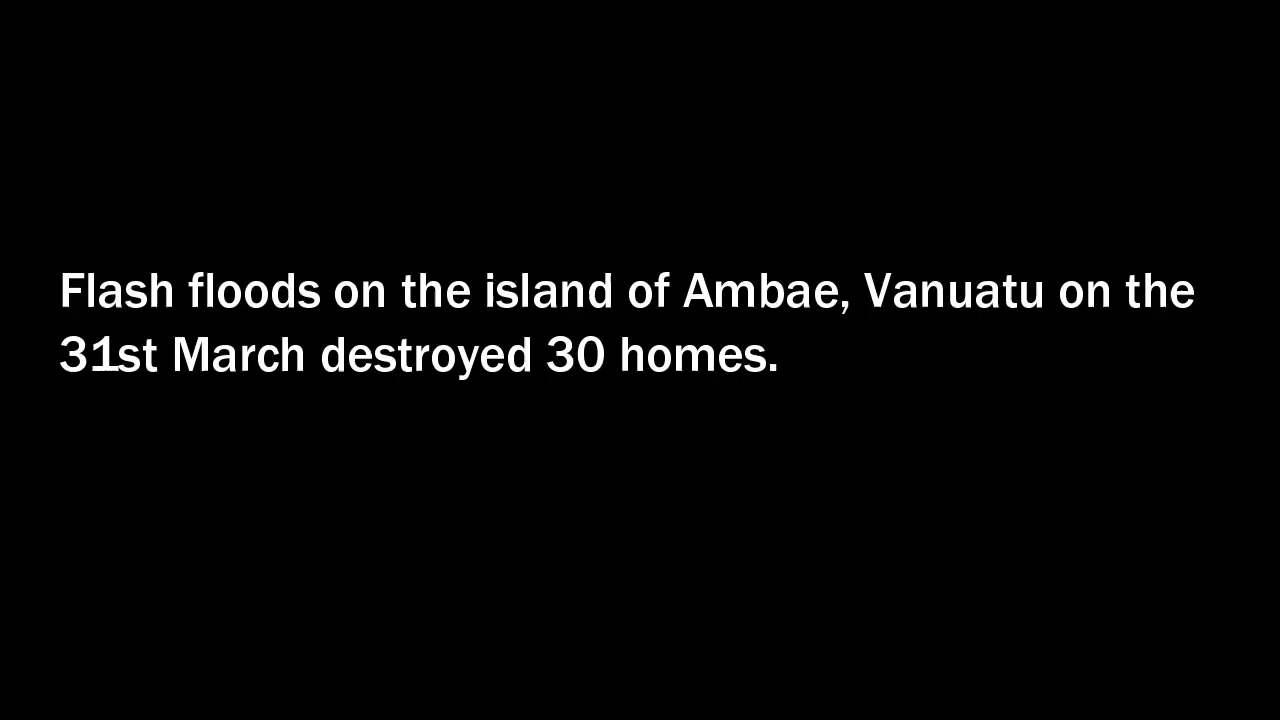 Flash floods on the island of Ambae, Vanuatu on the
31st March destroyed 30 homes.